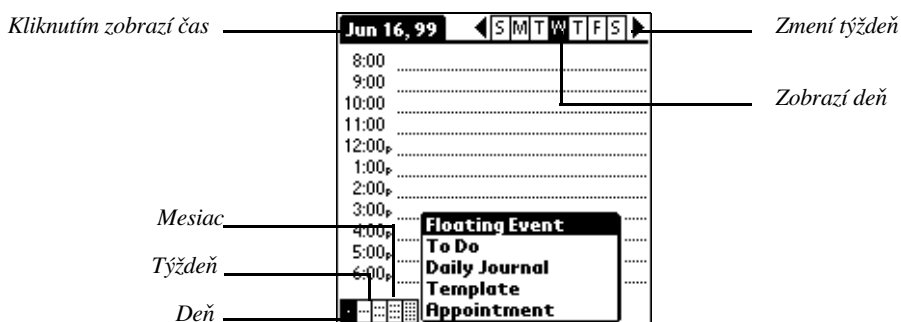 Kliknutím zobrazí čas
Jun 16, 99
S M T W T F S
Zmení týždeň
Zobrazí deň
8:00
9:00
10:00
11:00
12:00p
1:00p
2:00p
3:00p
4:00p
5:00p
6:00p
Mesiac
Týždeň
Deň
Floating Event
To Do
Daily Journal
Template
Appointment